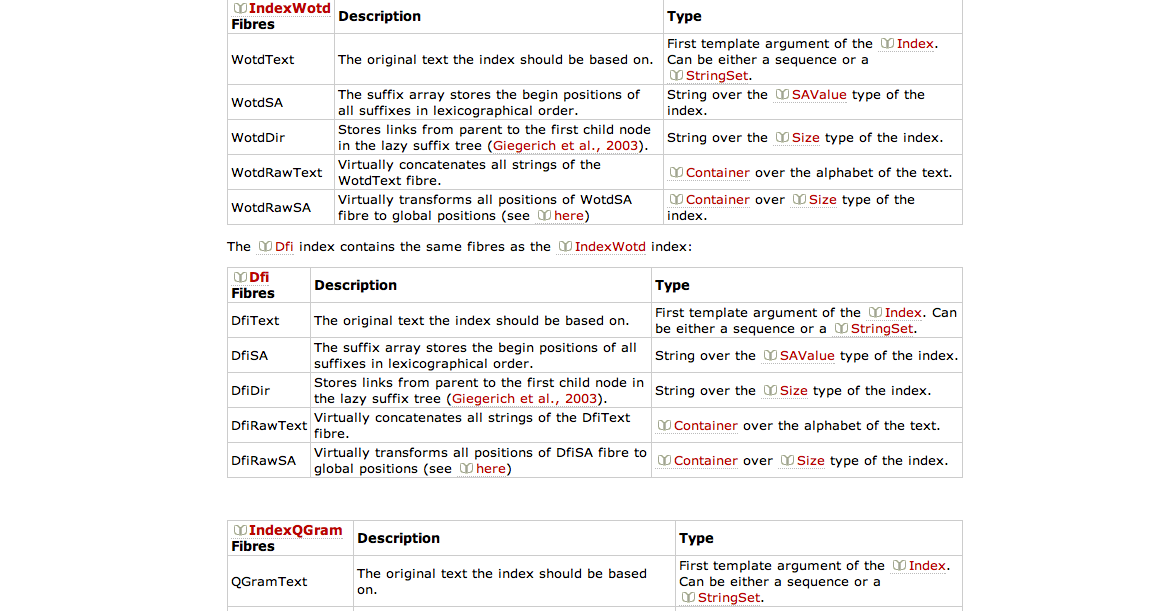 IndexWotd Fibres Description Type
WotdText The original text the index should be based on. First template argument of the Index. Can be either a sequence or a StringSet.
WotdSA The suffix array stores the begin positions of all suffixes in lexicographical order. String over the SAValue type of the index.
WotdDir Stores links from parent to the first child node in the lazy suffix tree (Giegerich et al., 2003). String over the Size type of the index.
WotdRawText Virtually concatenates all strings of the WotdText fibre. Container over the alphabet of the text.
WotdRawSA Virtually transforms all positions of WotdSA fibre to global positions (see here) Container over Size type of the index.
The Dfi index contains the same fibres as the IndexWotd index:
Dfi Fibres Description Type
DfiText The original text the index should be based on. First template argument of the Index. Can be either a sequence or a StringSet.
DfiSA The suffix array stores the begin positions of all suffixes in lexicographical order. String over the SAValue type of the index.
DfiDir Stores links from parent to the first child node in the lazy suffix tree (Giegerich et al., 2003). String over the Size type of the index.
DfiRawText Virtually concatenates all strings of the DfiText fibre. Container over the alphabet of the text.
DfiRawSA Virtually transforms all positions of DfiSA fibre to global positions (see here) Container over Size type of the index.
IndexQGram Fibres Description Type
QGramText The original text the index should be based on. First template argument of the Index. Can be either a sequence or a StringSet.